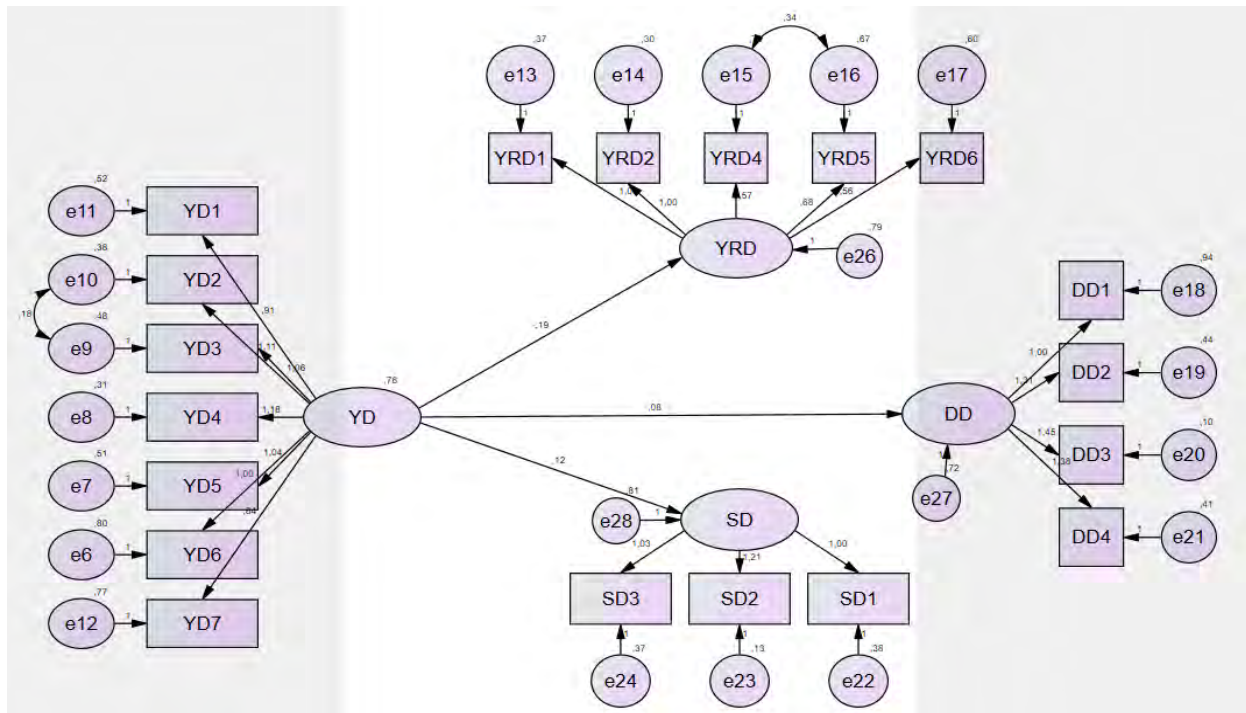 ,34
,37
,30
,67
,60
e13
e14
e15
e16
e17
1
1
1
1
1
YRD1
YRD2
YRD4
YRD5
YRD6
1,00
,57
,68
,56
YRD
,79
1
e26
,52
e11
1
YD1
,36
e10
1
YD2
,18
,48
e9
1
YD3
,31
e8
1
YD4
,51
e7
1
YD5
,80
e6
1
YD6
,77
e12
1
YD7
,91
1,11
1,06
1,18
1,04
1,00
,84
,76
YD
-,19
,08
,12
DD
,72
e27
1,00
1,31
1,45
1,38
DD1
1
,94
e18
DD2
1
,44
e19
DD3
1
,10
e20
DD4
1
,41
e21
,81
e28
1
SD
1,03
1,21
1,00
SD3
SD2
SD1
1
1
1
,37
,13
,38
e24
e23
e22